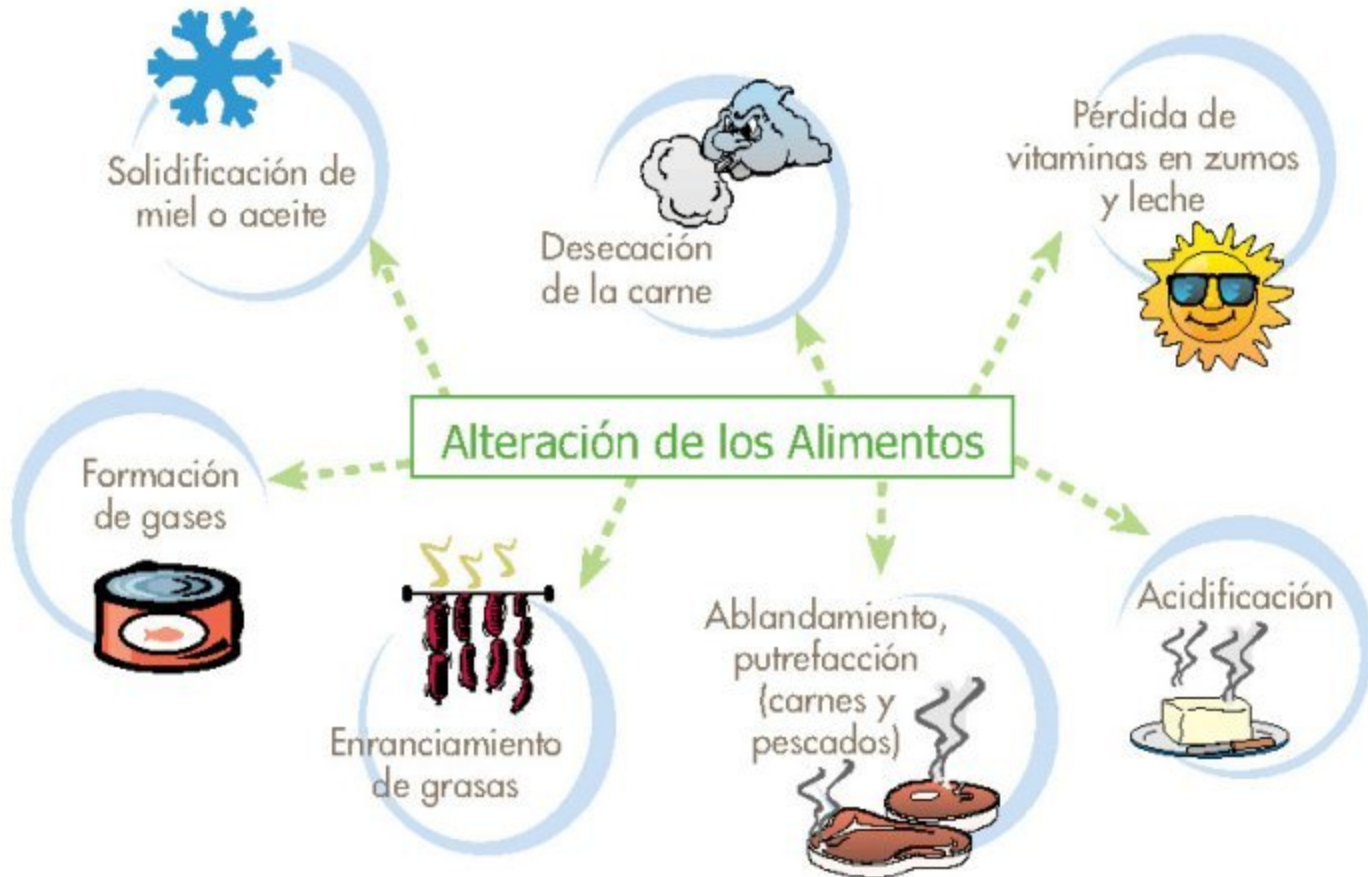 Solidificación de
miel o aceite
Desecación
de la carne
Pérdida de
vitaminas en zumos
y leche
Alteración de los Alimentos
Formación
de gases
Enranciamiento
de grasas
Ablandamiento,
putrefacción
(carnes y
pescados)
Acidificación